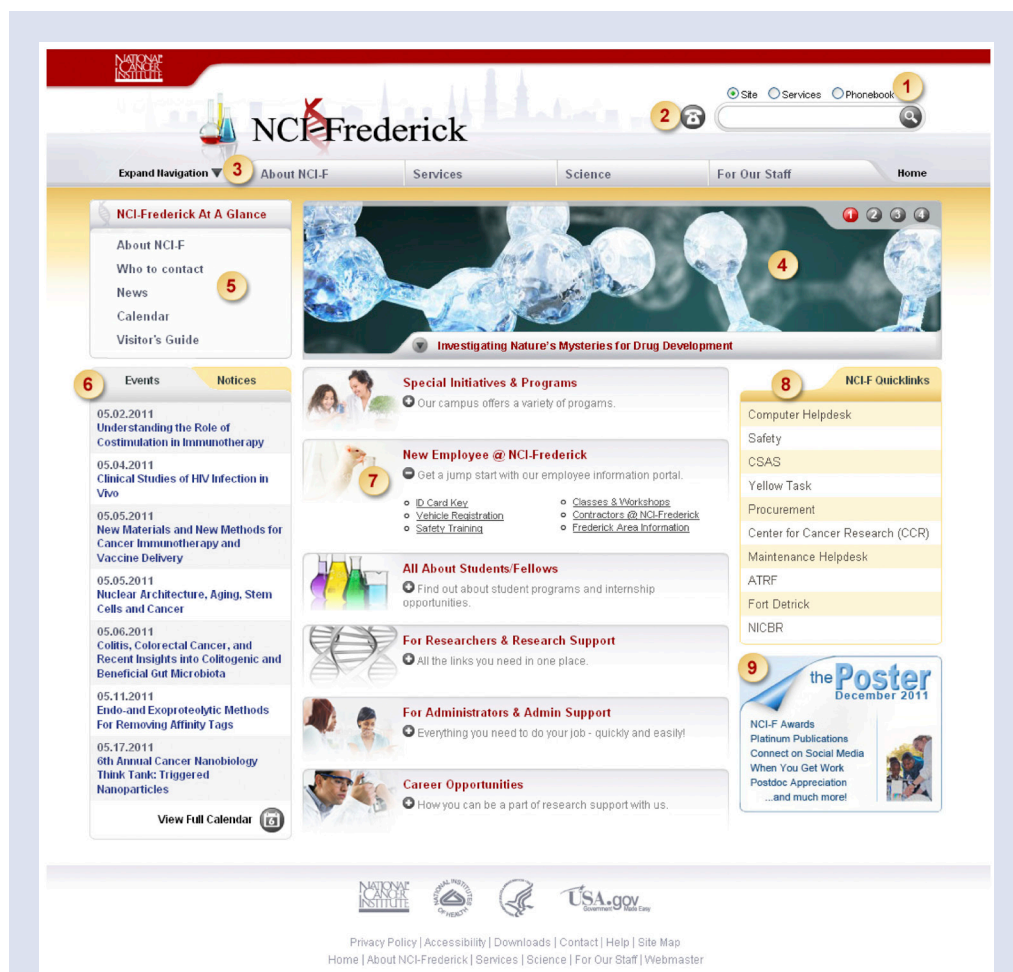 NATIONAL
CANCER
INSTITUTE
Site Services Phonebook
1
2
NCI-Frederick
Expand Navigation ▼
3
About NCI-F
Services
Science
For Our Staff
Home
NCI-Frederick At A Glance
About NCI-F
Who to contact
News
Calendar
Visitor's Guide
5
1 2 3 4
4
Investigating Nature's Mysteries for Drug Development
6
Events
Notices
05.02.2011
Understanding the Role of
Costimulation in Immunotherapy
05.04.2011
Clinical Studies of HIV Infection in
Vivo
05.05.2011
New Materials and New Methods for
Cancer Immunotherapy and
Vaccine Delivery
05.05.2011
Nuclear Architecture, Aging, Stem
Cells and Cancer
05.06.2011
Colitis, Colorectal Cancer, and
Recent Insights into Colitogenic and
Beneficial Gut Microbiota
05.11.2011
Endo-and Exoproteolytic Methods
For Removing Affinity Tags
05.17.2011
6th Annual Cancer Nanobiology
Think Tank: Triggered
Nanoparticles
View Full Calendar
6
Special Initiatives & Programs
Our campus offers a variety of progams.
7
New Employee @ NCI-Frederick
Get a jump start with our employee information portal.
ID Card Key
Vehicle Registration
Safety Training
Classes & Workshops
Contractors @ NCI-Frederick
Frederick Area Information
All About Students/Fellows
Find out about student programs and internship
opportunities.
For Researchers & Research Support
All the links you need in one place.
For Administrators & Admin Support
Everything you need to do your job - quickly and easily!
Career Opportunities
How you can be a part of research support with us.
8
NCI-F Quicklinks
Computer Helpdesk
Safety
CSAS
Yellow Task
Procurement
Center for Cancer Research (CCR)
Maintenance Helpdesk
ATRF
Fort Detrick
NICBR
9
the Poster
December 2011
NCI-F Awards
Platinum Publications
Connect on Social Media
When You Get Work
Postdoc Appreciation
...and much more!
NATIONAL
CANCER
INSTITUTE
NATIONAL INSTITUTES
OF HEALTH
USA.gov
Government Made Easy
Privacy Policy | Accessibility | Downloads | Contact | Help | Site Map
Home | About NCI-Frederick | Services | Science | For Our Staff | Webmaster